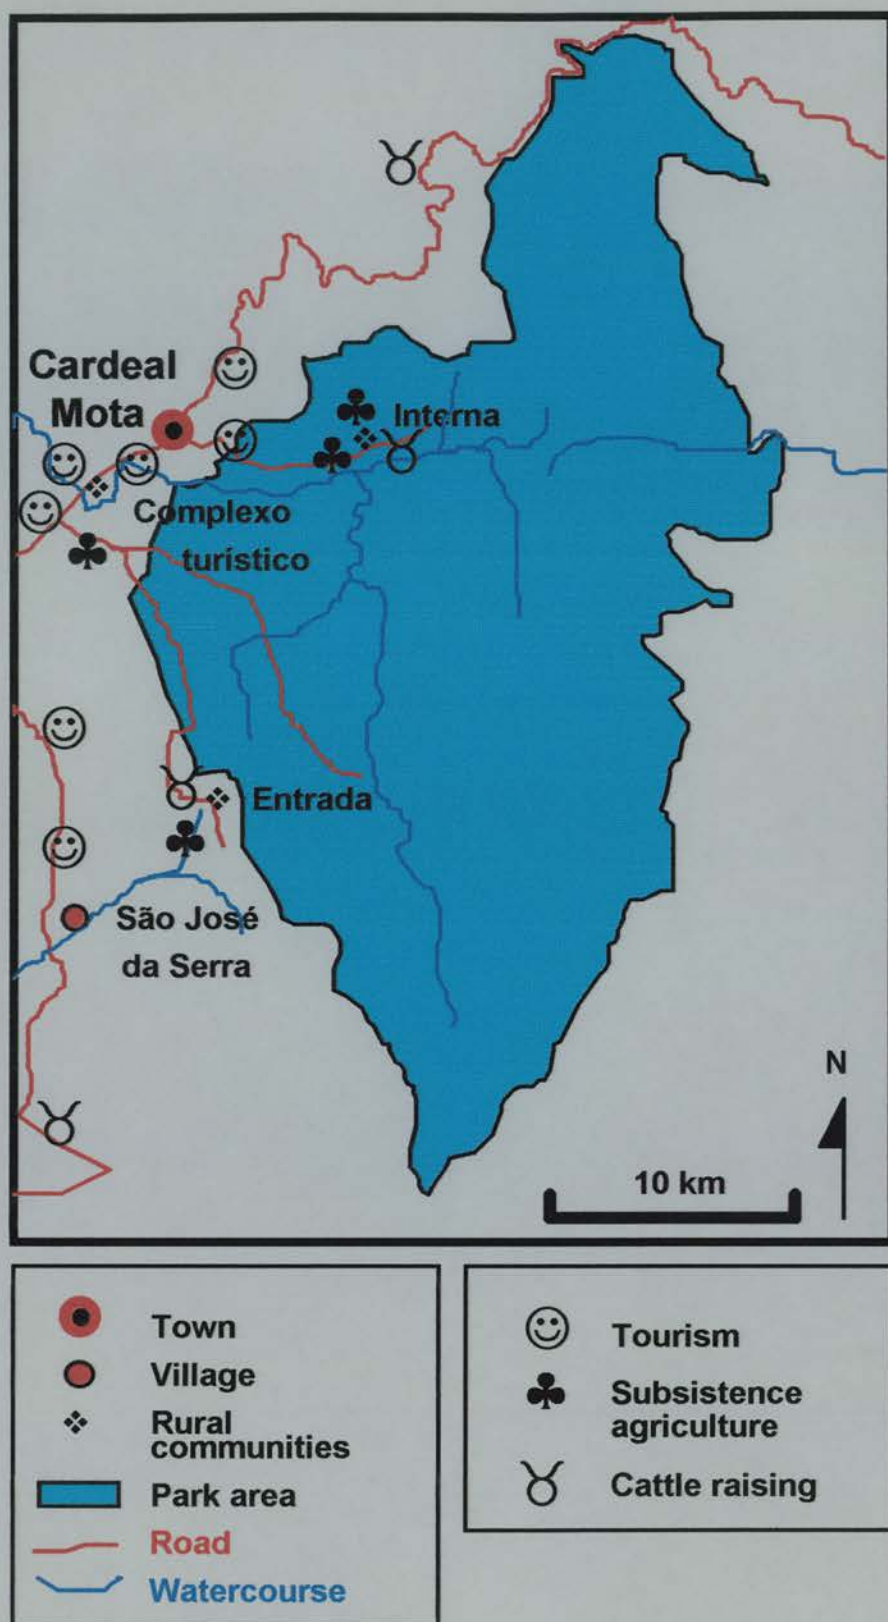 Cardeal
Mota
Interna
Complexo
turístico
Entrada
São José
da Serra
N
10 km
Town
Village
Rural
communities
Park area
Road
Watercourse
Tourism
Subsistence
agriculture
Cattle raising